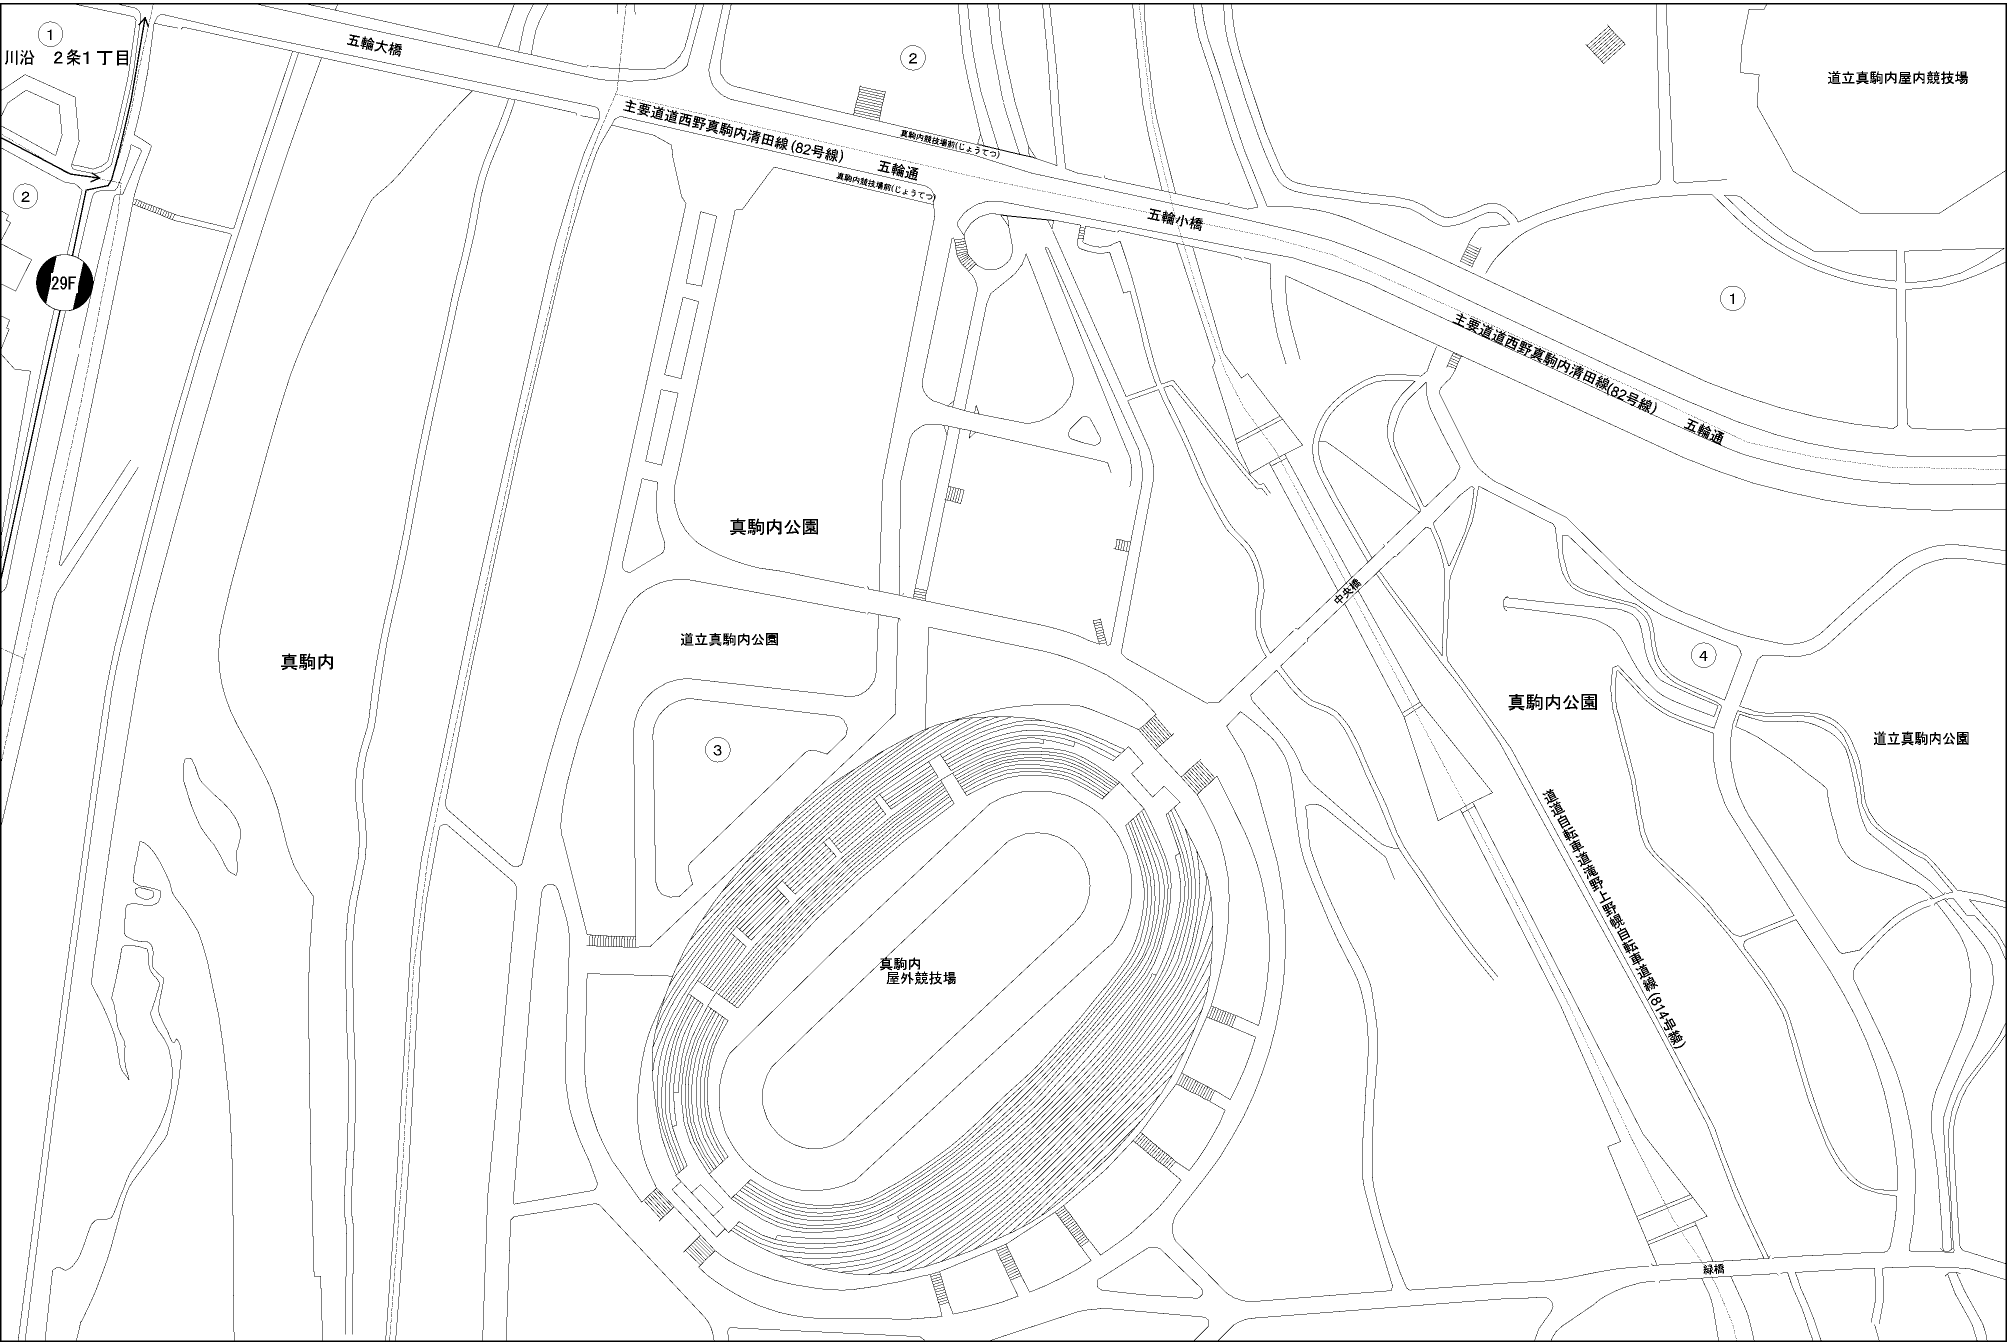 1
川沿　2条1丁目
五輪大橋
2
道立真駒内屋内競技場
主要道道西野真駒内清田線(82号線)
五輪通
真駒内競技場前(じょうてつ)
真駒内競技場前(じょうてつ)
2
五輪小橋
29F
1
主要道道西野真駒内清田線(82号線)
五輪通
真駒内公園
中央橋
道立真駒内公園
真駒内
4
真駒内公園
道立真駒内公園
3
道道自転車道滝野上野幌自転車道線(814号線)
真駒内
屋外競技場
緑橋